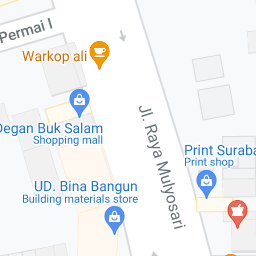 Permai I
Warkop ali
Degan Buk Salam
Shopping mall
Jl. Raya Mulyosari
Print Suraba
Print shop
UD. Bina Bangun
Building materials store